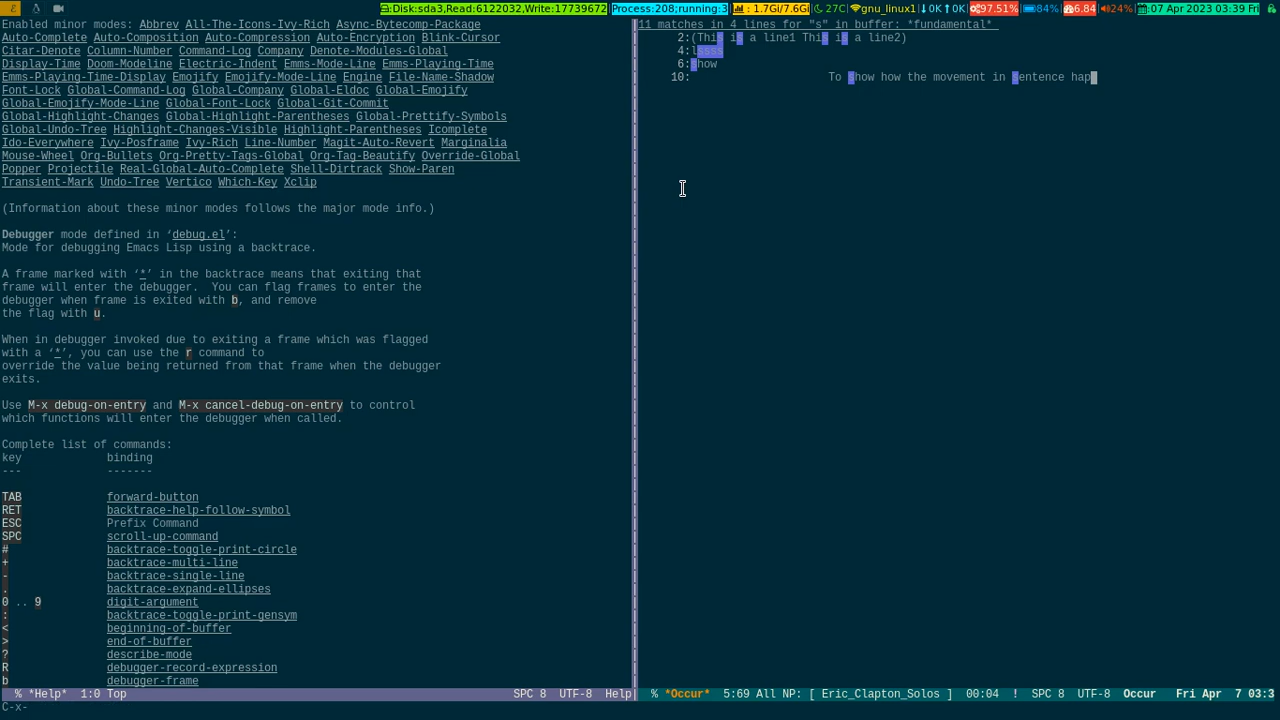 Disk:sda3,Read:6122032,Write:17739672 Process:208;running:3 : 1.7Gi/7.6Gi 27C gnu_linux1 0K 0K 97.51% 84% 6.84 24% :07 Apr 2023 03:39 Fri
Enabled minor modes: Abbrev All-The-Icons-Ivy-Rich Async-Bytecomp-Package
Auto-Complete Auto-Composition Auto-Compression Auto-Encryption Blink-Cursor
Citar-Denote Column-Number Command-Log Company Denote-Modules-Global
Display-Time Doom-Modeline Electric-Indent Emms-Mode-Line Emms-Playing-Time
Emms-Playing-Time-Display Emojify Emojify-Mode-Line Engine File-Name-Shadow
Font-Lock Global-Command-Log Global-Company Global-Eldoc Global-Emojify
Global-Emojify-Mode-Line Global-Font-Lock Global-Git-Commit
Global-Highlight-Changes Global-Highlight-Parentheses Global-Prettify-Symbols
Global-Undo-Tree Highlight-Changes-Visible Highlight-Parentheses Icomplete
Ido-Everywhere Ivy-Posframe Ivy-Rich Line-Number Magit-Auto-Revert Marginalia
Mouse-Wheel Org-Bullets Org-Pretty-Tags-Global Org-Tag-Beautify Override-Global
Popper Projectile Real-Global-Auto-Complete Shell-Dirtrack Show-Paren
Transient-Mark Undo-Tree Vertico Which-Key Xclip
(Information about these minor modes follows the major mode info.)
Debugger mode defined in ‘debug.el’:
Mode for debugging Emacs Lisp using a backtrace.
A frame marked with ‘*’ in the backtrace means that exiting that
frame will enter the debugger.  You can flag frames to enter the
debugger when frame is exited with b, and remove
the flag with u.
When in debugger invoked due to exiting a frame which was flagged
with a ‘*’, you can use the r command to
override the value being returned from that frame when the debugger
exits.
Use M-x debug-on-entry and M-x cancel-debug-on-entry to control
which functions will enter the debugger when called.
Complete list of commands:
key             binding
---             -------
TAB             forward-button
RET             backtrace-help-follow-symbol
ESC             Prefix Command
SPC             scroll-up-command
#               backtrace-toggle-print-circle
+               backtrace-multi-line
-               backtrace-single-line
.               backtrace-expand-ellipses
0 .. 9          digit-argument
:               backtrace-toggle-print-gensym
<               beginning-of-buffer
>               end-of-buffer
?               describe-mode
R               debugger-record-expression
b               debugger-frame
% *Help*  1:0 Top SPC 8  UTF-8  Help
11 matches in 4 lines for "s" in buffer: *fundamental*
2:(This is a line1 This is a line2)
4:lssss
6:show
10: To show how the movement in sentence hap
% *Occur*  5:69 All NP: [ Eric_Clapton_Solos ]  00:04  !  SPC 8  UTF-8  Occur  Fri Apr  7 03:3
C-x-